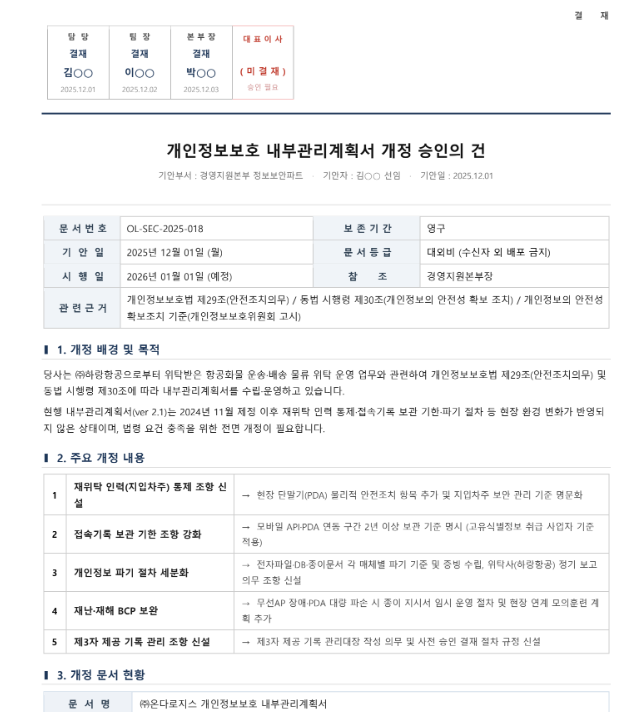 결 재
담 당 팀 장 본 부 장 대 표 이 사
결재 결재 결재
김○○ 이○○ 박○○ ( 미 결 재 )
2025.12.01 2025.12.02 2025.12.03 승인 필요
개인정보보호 내부관리계획서 개정 승인의 건
기안부서 : 경영지원본부 정보보안파트 · 기안자 : 김○○ 선임 · 기안일 : 2025.12.01
문 서 번 호 OL-SEC-2025-018 보 존 기 간 영구
기 안 일 2025년 12월 01일 (월) 문 서 등 급 대외비 (수신자 외 배포 금지)
시 행 일 2026년 01월 01일 (예정) 참 조 경영지원본부장
관 련 근 거 개인정보보호법 제29조(안전조치의무) / 동법 시행령 제30조(개인정보의 안전성 확보 조치) / 개인정보의 안전성
확보조치 기준(개인정보보호위원회 고시)
1. 개정 배경 및 목적
당사는 ㈜하랑항공으로부터 위탁받은 항공화물 운송·배송 물류 위탁 운영 업무와 관련하여 개인정보보호법 제29조(안전조치의무) 및
동법 시행령 제30조에 따라 내부관리계획서를 수립·운영하고 있습니다.
현행 내부관리계획서(ver 2.1)는 2024년 11월 제정 이후 재위탁 인력 통제·접속기록 보관 기한·파기 절차 등 현장 환경 변화가 반영되
지 않은 상태이며, 법령 요건 충족을 위한 전면 개정이 필요합니다.
2. 주요 개정 내용
1 재위탁 인력(지입차주) 통제 조항 신
설 → 현장 단말기(PDA) 물리적 안전조치 항목 추가 및 지입차주 보안 관리 기준 명문화
2 접속기록 보관 기한 조항 강화 → 모바일 API·PDA 연동 구간 2년 이상 보관 기준 명시 (고유식별정보 취급 사업자 기준
적용)
3 개인정보 파기 절차 세분화 → 전자파일·DB·종이문서 각 매체별 파기 기준 및 증빙 수립, 위탁사(하랑항공) 정기 보고
의무 조항 신설
4 재난·재해 BCP 보완 → 무선AP 장애·PDA 대량 파손 시 종이 지시서 임시 운영 절차 및 현장 연계 모의훈련 계
획 추가
5 제3자 제공 기록 관리 조항 신설 → 제3자 제공 기록 관리대장 작성 의무 및 사전 승인 결재 절차 규정 신설
3. 개정 문서 현황
문 서 명 ㈜온다로지스 개인정보보호 내부관리계획서